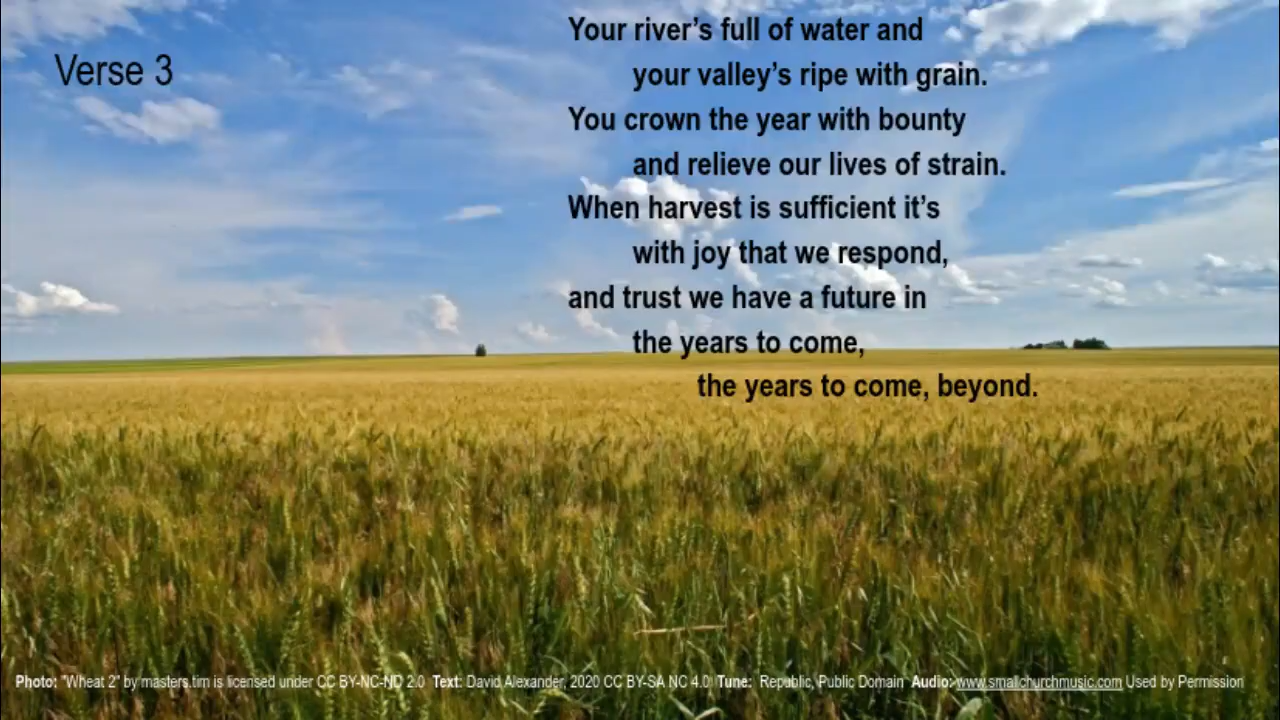 Verse 3
Your river's full of water and
your valley's ripe with grain.
You crown the year with bounty
and relieve our lives of strain.
When harvest is sufficient it's
with joy that we respond,
and trust we have a future in
the years to come,
the years to come, beyond.
Photo: "Wheat 2" by masters.tim is licensed under CC BY-NC-ND 2.0 Text: David Alexander, 2020 CC BY-SA NC 4.0 Tune: Republic, Public Domain Audio: www.smallchurchmusic.com Used by Permission